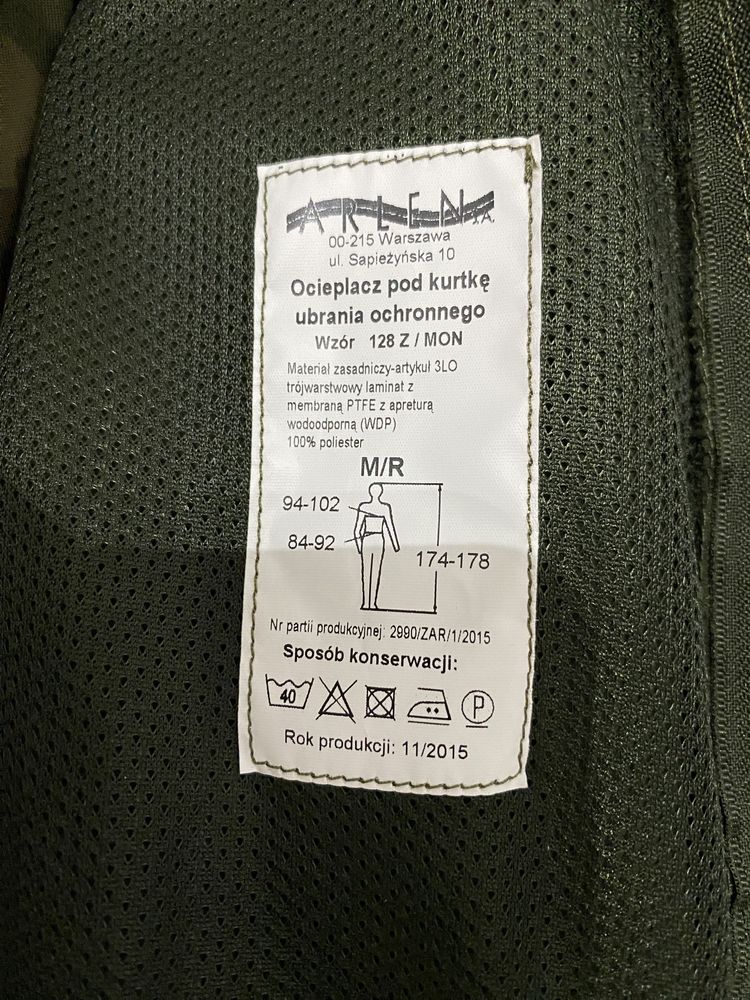 ARLEN S.A.
00-215 Warszawa
ul. Sapieżyńska 10
Ocieplacz pod kurtkę
ubrania ochronnego
Wzór 128 Z / MON
Materiał zasadniczy-artykuł 3LO
trójwarstwowy laminat z
membraną PTFE z apreturą
wodoodporną (WDP)
100% poliester
M/R
94-102
84-92
174-178
Nr partii produkcyjnej: 2990/ZAR/1/2015
Sposób konserwacji:
40 P
Rok produkcji: 11/2015